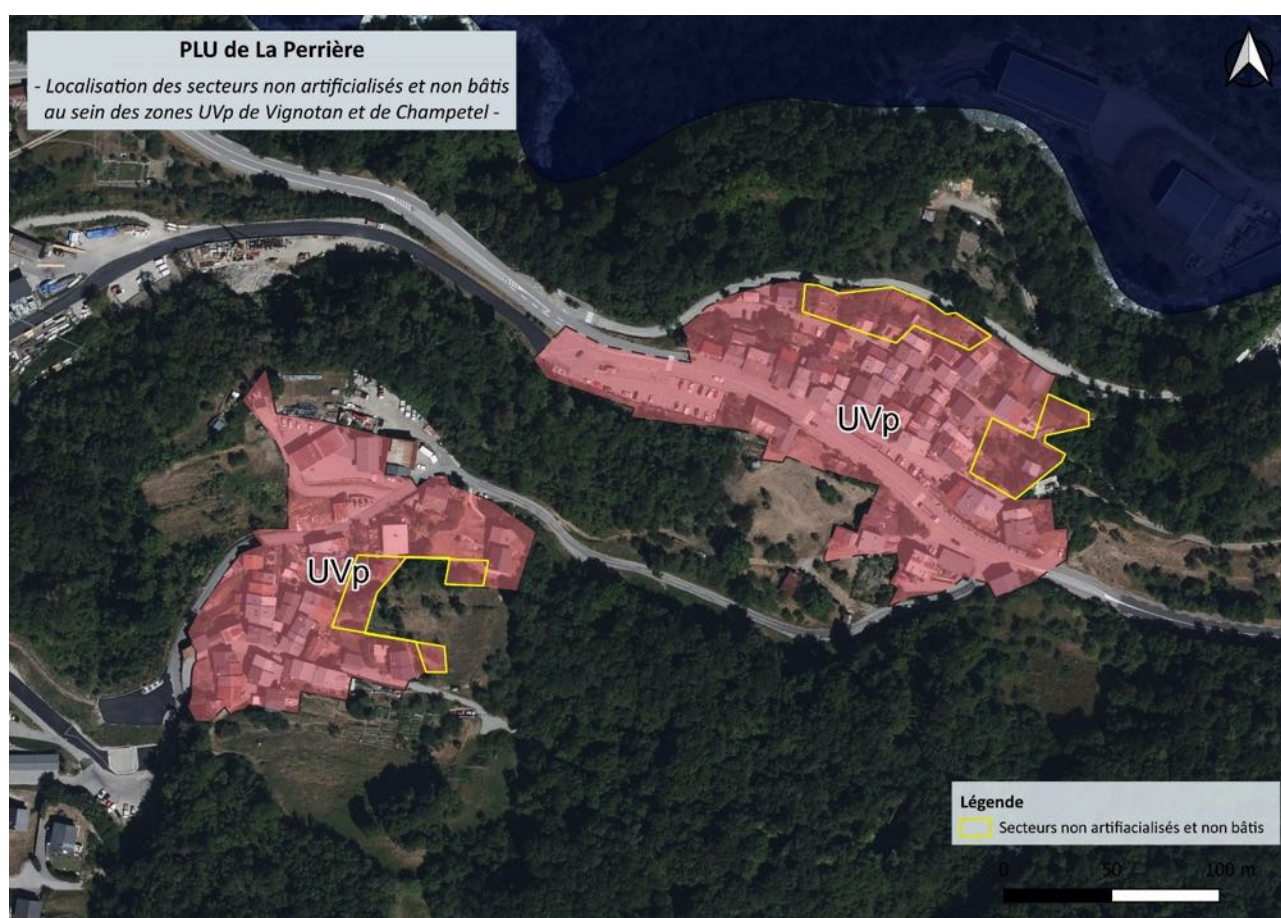 PLU de La Perrière
- Localisation des secteurs non artificialisés et non bâtis
au sein des zones UVp de Vignotan et de Champetel -
UVp
UVp
Légende
Secteurs non artifiacialisés et non bâtis
0 50 100 m